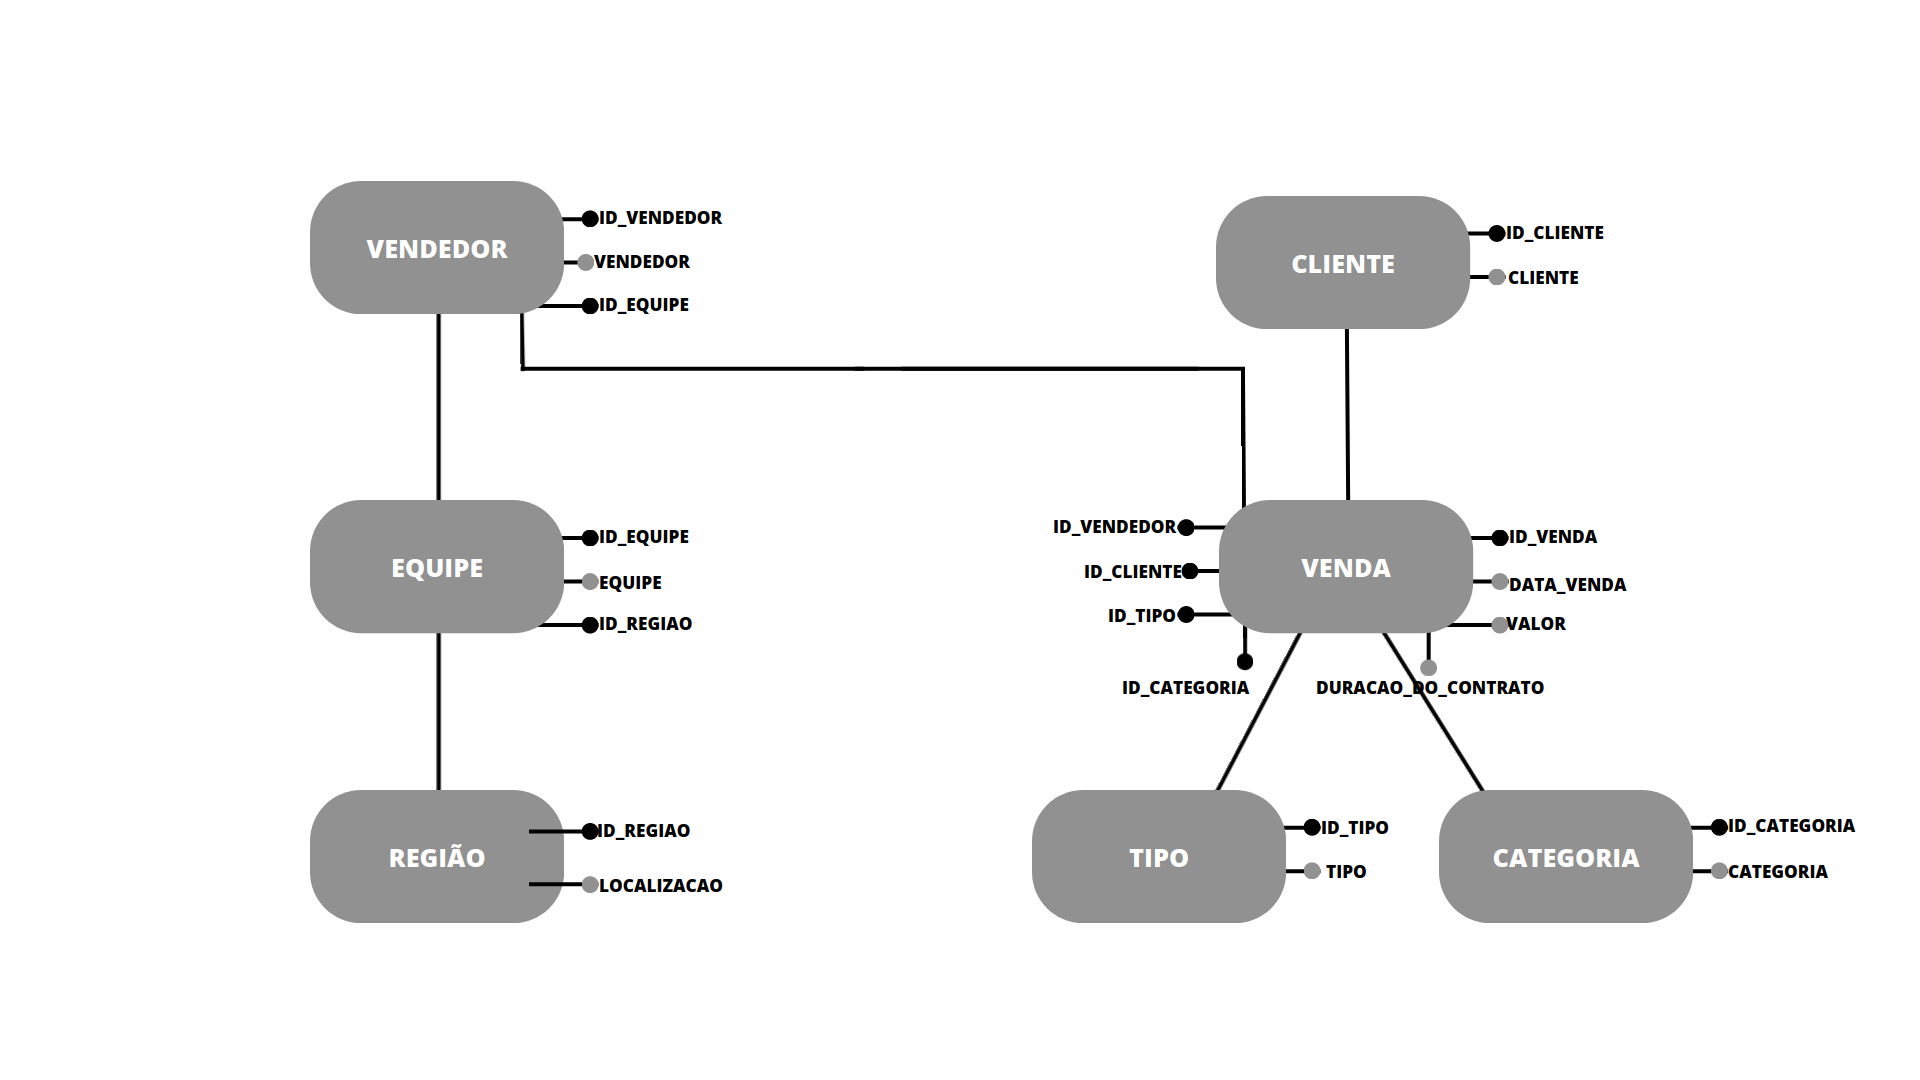 VENDEDOR
ID_VENDEDOR
VENDEDOR
ID_EQUIPE
CLIENTE
ID_CLIENTE
CLIENTE
EQUIPE
ID_EQUIPE
EQUIPE
ID_REGIAO
ID_VENDEDOR
ID_CLIENTE
ID_TIPO
ID_CATEGORIA
VENDA
ID_VENDA
DATA_VENDA
VALOR
DURACAO_DO_CONTRATO
REGIÃO
ID_REGIAO
LOCALIZACAO
TIPO
ID_TIPO
TIPO
CATEGORIA
ID_CATEGORIA
CATEGORIA